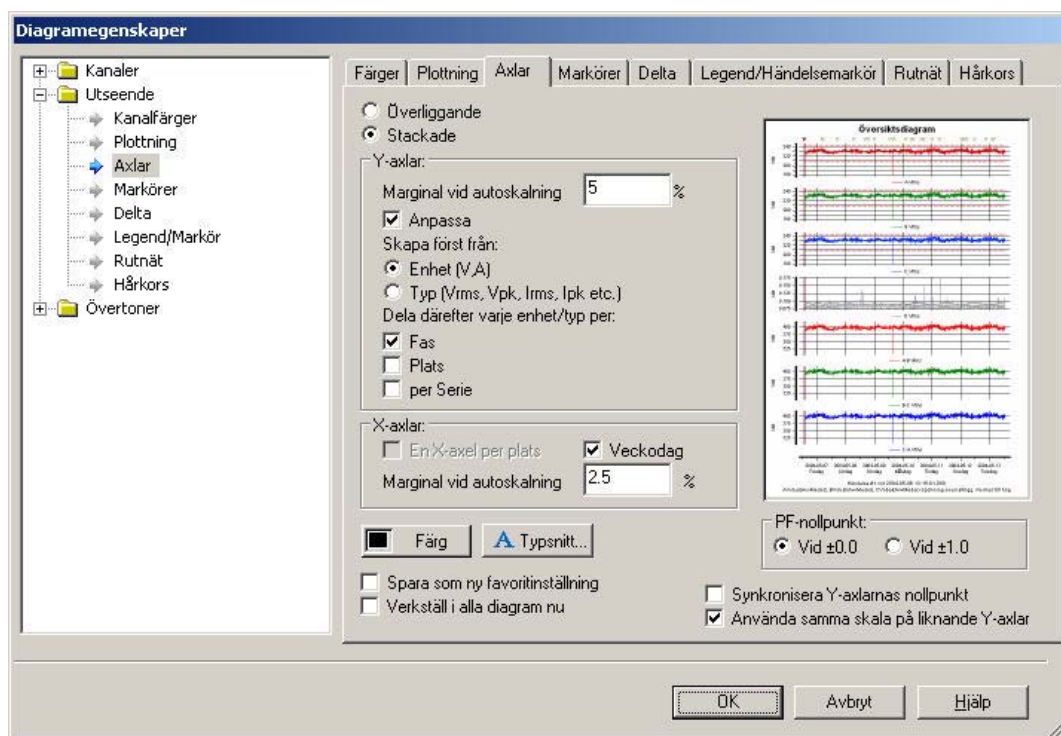 Diagramegenskaper
Kanaler
Utseende
Kanalfärger
Plottning
Axlar
Markörer
Delta
Legend/Markör
Rutnät
Hårkors
Övertoner
Färger
Plottning
Axlar
Markörer
Delta
Legend/Händelsemarkör
Rutnät
Hårkors
Överliggande
Stackade
Y-axlar:
Marginal vid autoskalning 5 %
Anpassa
Skapa först från:
Enhet (V,A)
Typ (Vrms, Vpk, Irms, Ipk etc.)
Dela därefter varje enhet/typ per:
Fas
Plats
per Serie
X-axlar:
En X-axel per plats
Veckodag
Marginal vid autoskalning 2.5 %
Färg
A Typsnitt...
Spara som ny favoritinställning
Verkställ i alla diagram nu
Översiktsdiagram
PF-nollpunkt:
Vid ±0.0
Vid ±1.0
Synkronisera Y-axlarnas nollpunkt
Använda samma skala på liknande Y-axlar
OK
Avbryt
Hjälp